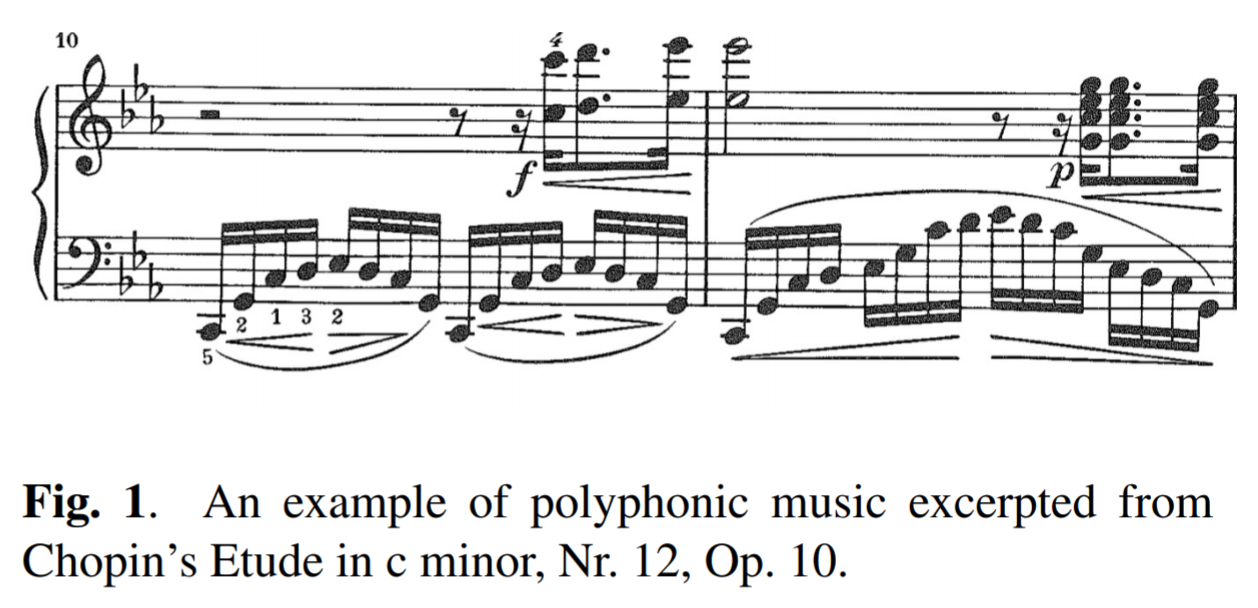 10
4
f
p
2 1 3 2
5
Fig. 1. An example of polyphonic music excerpted from
Chopin’s Etude in c minor, Nr. 12, Op. 10.